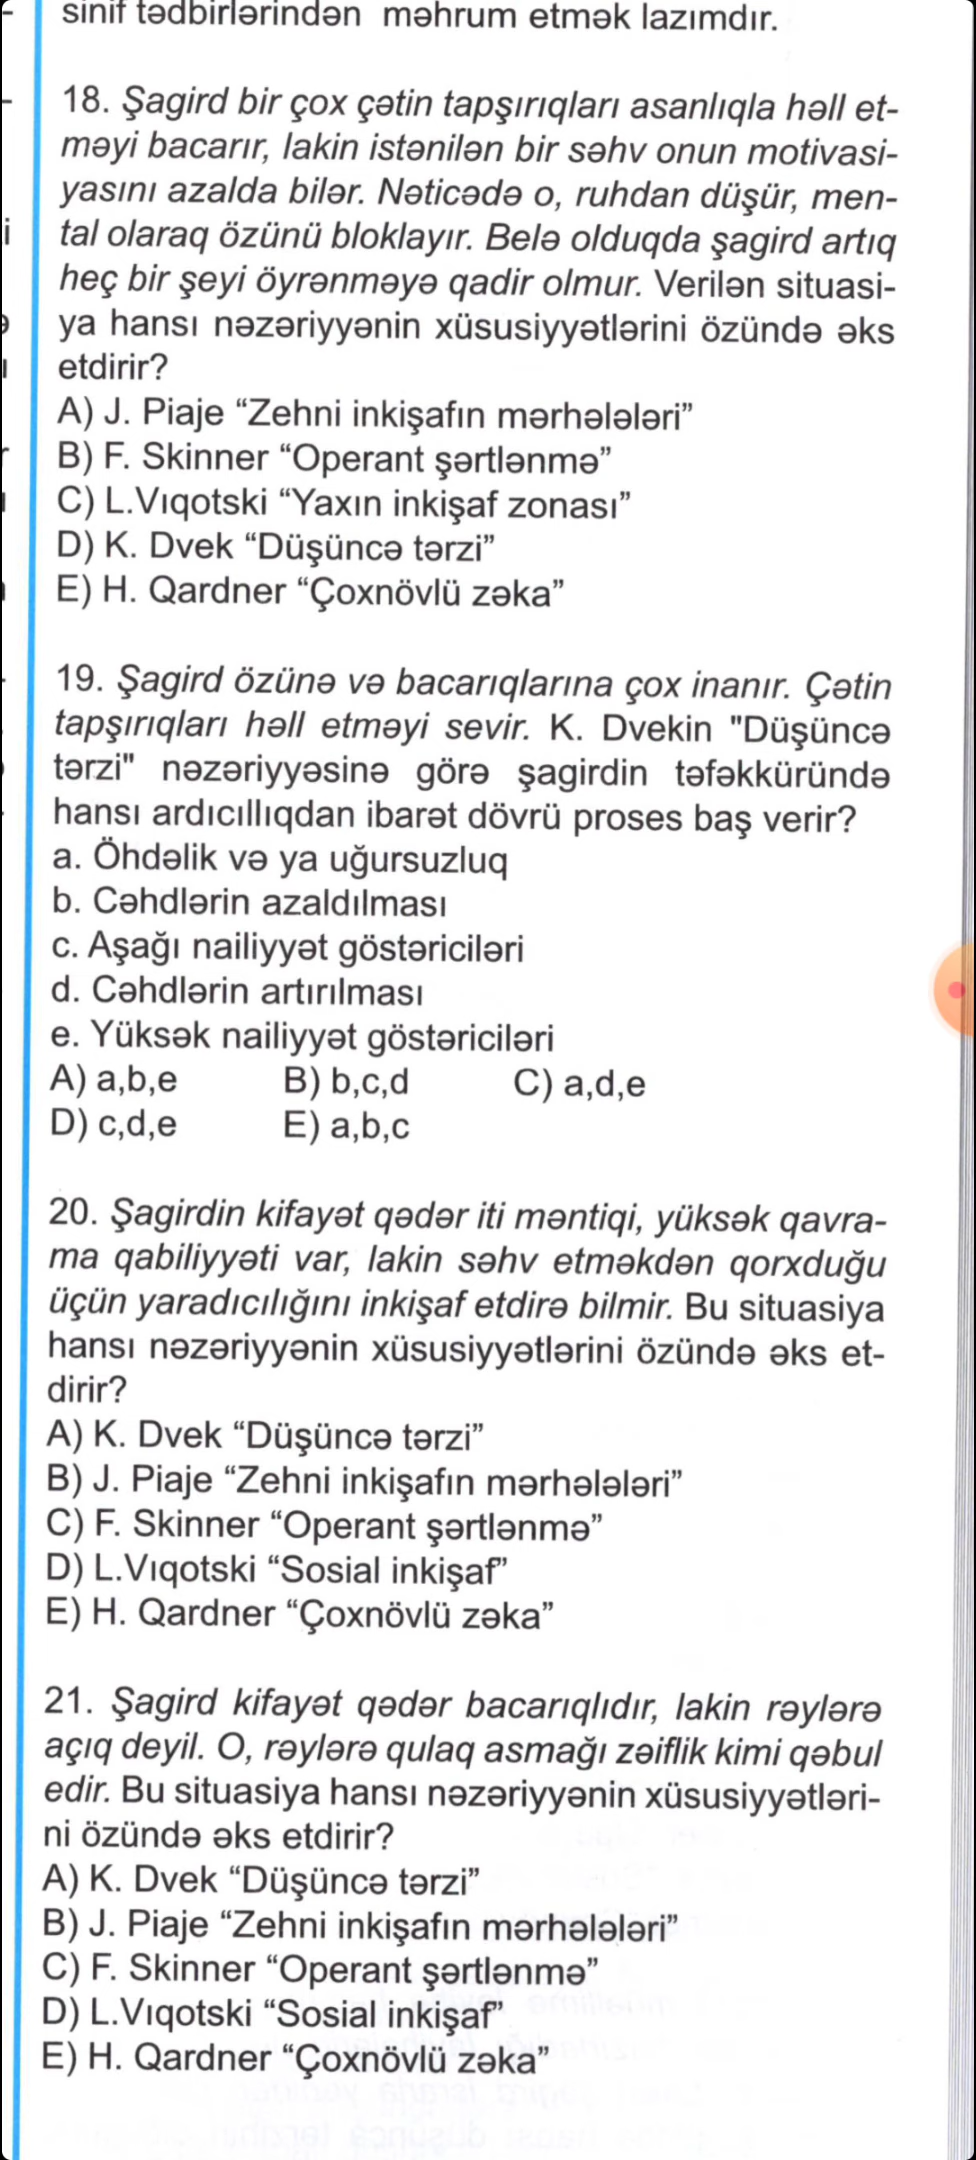 sinif tədbirlərindən məhrum etmək lazımdır.
18. Şagird bir çox çətin tapşırıqları asanlıqla həll et-
məyi bacarır, lakin istənilən bir səhv onun motivasi-
yasını azalda bilər. Nəticədə o, ruhdan düşür, men-
tal olaraq özünü bloklayır. Belə olduqda şagird artıq
heç bir şeyi öyrənməyə qadir olmur. Verilən situasi-
ya hansı nəzəriyyənin xüsusiyyətlərini özündə əks
etdirir?
A) J. Piaje “Zehni inkişafın mərhələləri”
B) F. Skinner “Operant şərtlənmə”
C) L.Vıqotski “Yaxın inkişaf zonası”
D) K. Dvek “Düşüncə tərzi”
E) H. Qardner “Çoxnövlü zəka”
19. Şagird özünə və bacarıqlarına çox inanır. Çətin
tapşırıqları həll etməyi sevir. K. Dvekin "Düşüncə
tərzi" nəzəriyyəsinə görə şagirdin təfəkküründə
hansı ardıcıllıqdan ibarət dövrü proses baş verir?
a. Öhdəlik və ya uğursuzluq
b. Cəhdlərin azaldılması
c. Aşağı nailiyyət göstəriciləri
d. Cəhdlərin artırılması
e. Yüksək nailiyyət göstəriciləri
A) a,b,e B) b,c,d C) a,d,e
D) c,d,e E) a,b,c
20. Şagirdin kifayət qədər iti məntiqi, yüksək qavra-
ma qabiliyyəti var, lakin səhv etməkdən qorxduğu
üçün yaradıcılığını inkişaf etdirə bilmir. Bu situasiya
hansı nəzəriyyənin xüsusiyyətlərini özündə əks et-
dirir?
A) K. Dvek “Düşüncə tərzi”
B) J. Piaje “Zehni inkişafın mərhələləri”
C) F. Skinner “Operant şərtlənmə”
D) L.Vıqotski “Sosial inkişaf”
E) H. Qardner “Çoxnövlü zəka”
21. Şagird kifayət qədər bacarıqlıdır, lakin rəylərə
açıq deyil. O, rəylərə qulaq asmağı zəiflik kimi qəbul
edir. Bu situasiya hansı nəzəriyyənin xüsusiyyətləri-
ni özündə əks etdirir?
A) K. Dvek “Düşüncə tərzi”
B) J. Piaje “Zehni inkişafın mərhələləri”
C) F. Skinner “Operant şərtlənmə”
D) L.Vıqotski “Sosial inkişaf”
E) H. Qardner “Çoxnövlü zəka”